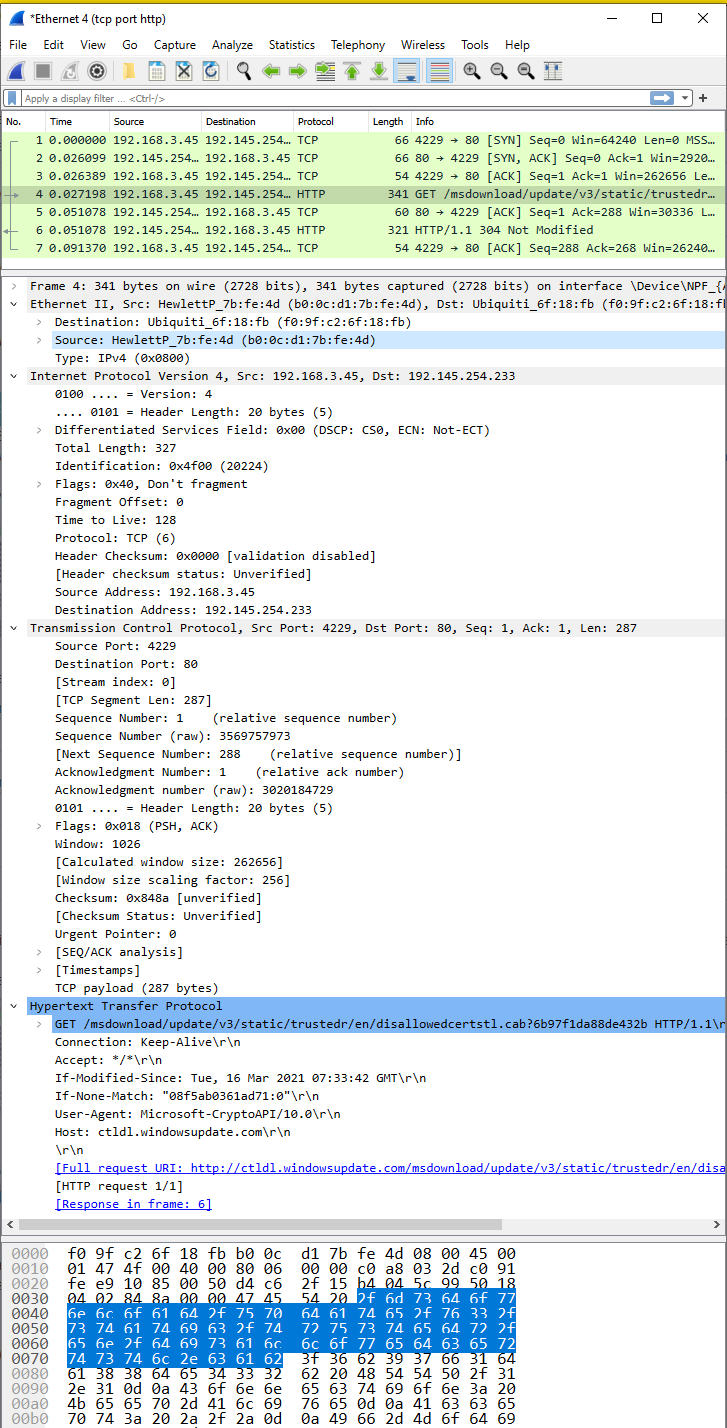 *Ethernet 4 (tcp port http)
File Edit View Go Capture Analyze Statistics Telephony Wireless Tools Help
Apply a display filter ... <Ctrl-/>
No. Time Source Destination Protocol Length Info
1 0.000000 192.168.3.45 192.145.254… TCP 66 4229 → 80 [SYN] Seq=0 Win=64240 Len=0 MSS…
2 0.026099 192.168.3.45 192.145.254… TCP 66 80 → 4229 [SYN, ACK] Seq=0 Ack=1 Win=2920…
3 0.026389 192.168.3.45 192.145.254… TCP 54 4229 → 80 [ACK] Seq=1 Ack=1 Win=262656 Le…
4 0.027198 192.168.3.45 192.145.254… HTTP 341 GET /msdownload/update/v3/static/trustedr…
5 0.051078 192.168.3.45 192.145.254… TCP 60 80 → 4229 [ACK] Seq=1 Ack=288 Win=30336 L…
6 0.051078 192.168.3.45 192.145.254… HTTP 321 HTTP/1.1 304 Not Modified
7 0.091370 192.168.3.45 192.145.254… TCP 54 4229 → 80 [ACK] Seq=288 Ack=268 Win=26240…
Frame 4: 341 bytes on wire (2728 bits), 341 bytes captured (2728 bits) on interface \Device\NPF_{
Ethernet II, Src: HewlettP_7b:fe:4d (b0:0c:d1:7b:fe:4d), Dst: Ubiquiti_6f:18:fb (f0:9f:c2:6f:18:f
Destination: Ubiquiti_6f:18:fb (f0:9f:c2:6f:18:fb)
Source: HewlettP_7b:fe:4d (b0:0c:d1:7b:fe:4d)
Type: IPv4 (0x0800)
Internet Protocol Version 4, Src: 192.168.3.45, Dst: 192.145.254.233
0100 .... = Version: 4
.... 0101 = Header Length: 20 bytes (5)
Differentiated Services Field: 0x00 (DSCP: CS0, ECN: Not-ECT)
Total Length: 327
Identification: 0x4f00 (20224)
Flags: 0x40, Don't fragment
Fragment Offset: 0
Time to Live: 128
Protocol: TCP (6)
Header Checksum: 0x0000 [validation disabled]
[Header checksum status: Unverified]
Source Address: 192.168.3.45
Destination Address: 192.145.254.233
Transmission Control Protocol, Src Port: 4229, Dst Port: 80, Seq: 1, Ack: 1, Len: 287
Source Port: 4229
Destination Port: 80
[Stream index: 0]
[TCP Segment Len: 287]
Sequence Number: 1 (relative sequence number)
Sequence Number (raw): 3569757973
[Next Sequence Number: 288 (relative sequence number)]
Acknowledgment Number: 1 (relative ack number)
Acknowledgment number (raw): 3020184729
0101 .... = Header Length: 20 bytes (5)
Flags: 0x018 (PSH, ACK)
Window: 1026
[Calculated window size: 262656]
[Window size scaling factor: 256]
Checksum: 0x848a [unverified]
[Checksum Status: Unverified]
Urgent Pointer: 0
[SEQ/ACK analysis]
[Timestamps]
TCP payload (287 bytes)
Hypertext Transfer Protocol
GET /msdownload/update/v3/static/trustedr/en/disallowedcertstl.cab?6b97f1da88de432b HTTP/1.1\r
Connection: Keep-Alive\r\n
Accept: */*\r\n
If-Modified-Since: Tue, 16 Mar 2021 07:33:42 GMT\r\n
If-None-Match: "08f5ab0361ad71:0"\r\n
User-Agent: Microsoft-CryptoAPI/10.0\r\n
Host: ctldl.windowsupdate.com\r\n
\r\n
[Full request URI: http://ctldl.windowsupdate.com/msdownload/update/v3/static/trustedr/en/disa
[HTTP request 1/1]
[Response in frame: 6]
0000 f0 9f c2 6f 18 fb b0 0c d1 7b fe 4d 08 00 45 00
0010 01 47 4f 00 40 00 80 06 00 00 c0 a8 03 2d c0 91
0020 fe e9 10 85 00 50 d4 c6 2f 15 b4 04 5c 99 50 18
0030 04 02 84 8a 00 00 47 45 54 20 2f 6d 73 64 6f 77
0040 6e 6c 6f 61 64 2f 75 70 64 61 74 65 2f 76 33 2f
0050 73 74 61 74 69 63 2f 74 72 75 73 74 65 64 72 2f
0060 65 6e 2f 64 69 73 61 6c 6c 6f 77 65 64 63 65 72
0070 74 73 74 6c 2e 63 61 62 3f 36 62 39 37 66 31 64
0080 61 38 38 64 65 34 33 32 62 20 48 54 54 50 2f 31
0090 2e 31 0d 0a 43 6f 6e 6e 65 63 74 69 6f 6e 3a 20
00a0 4b 65 65 70 2d 41 6c 69 76 65 0d 0a 41 63 63 65
00b0 70 74 3a 20 2a 2f 2a 0d 0a 49 66 2d 4d 6f 64 69